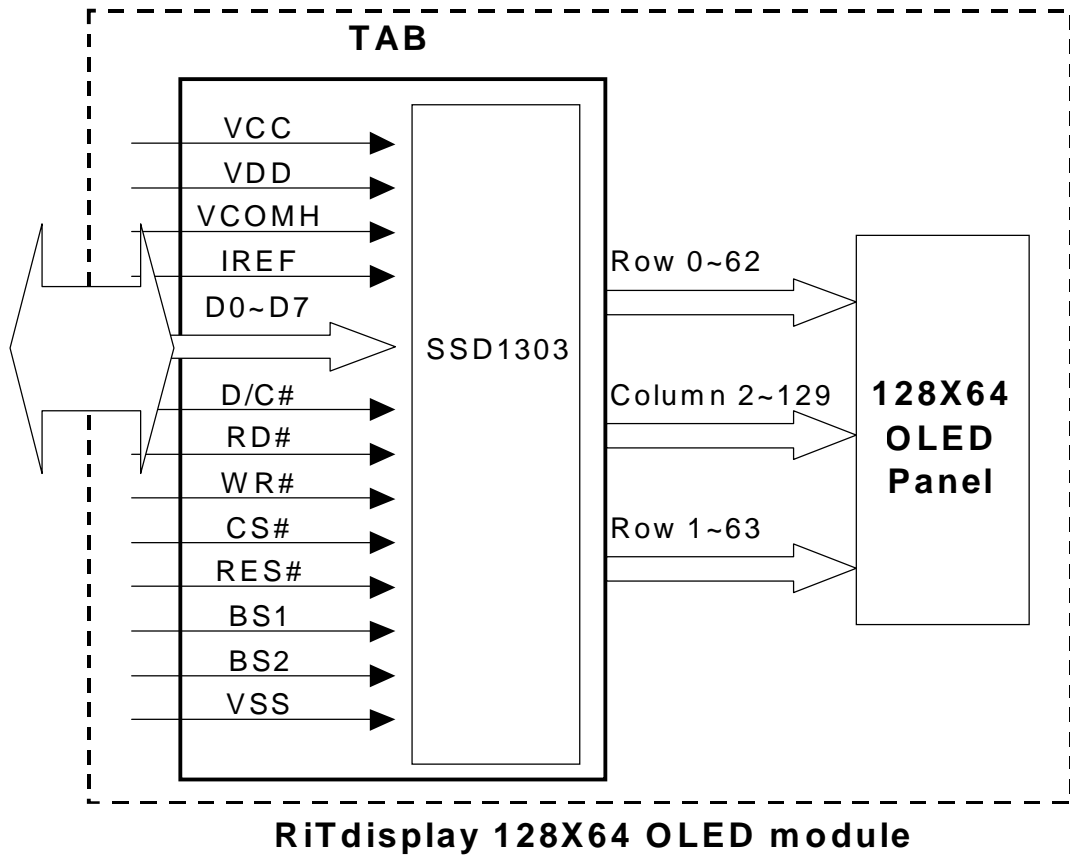 TAB
VCC
VDD
VCOMH
IREF
D0~D7
D/C#
RD#
WR#
CS#
RES#
BS1
BS2
VSS
SSD1303
Row 0~62
Column 2~129
Row 1~63
128X64
OLED
Panel
RiTdisplay 128X64 OLED module